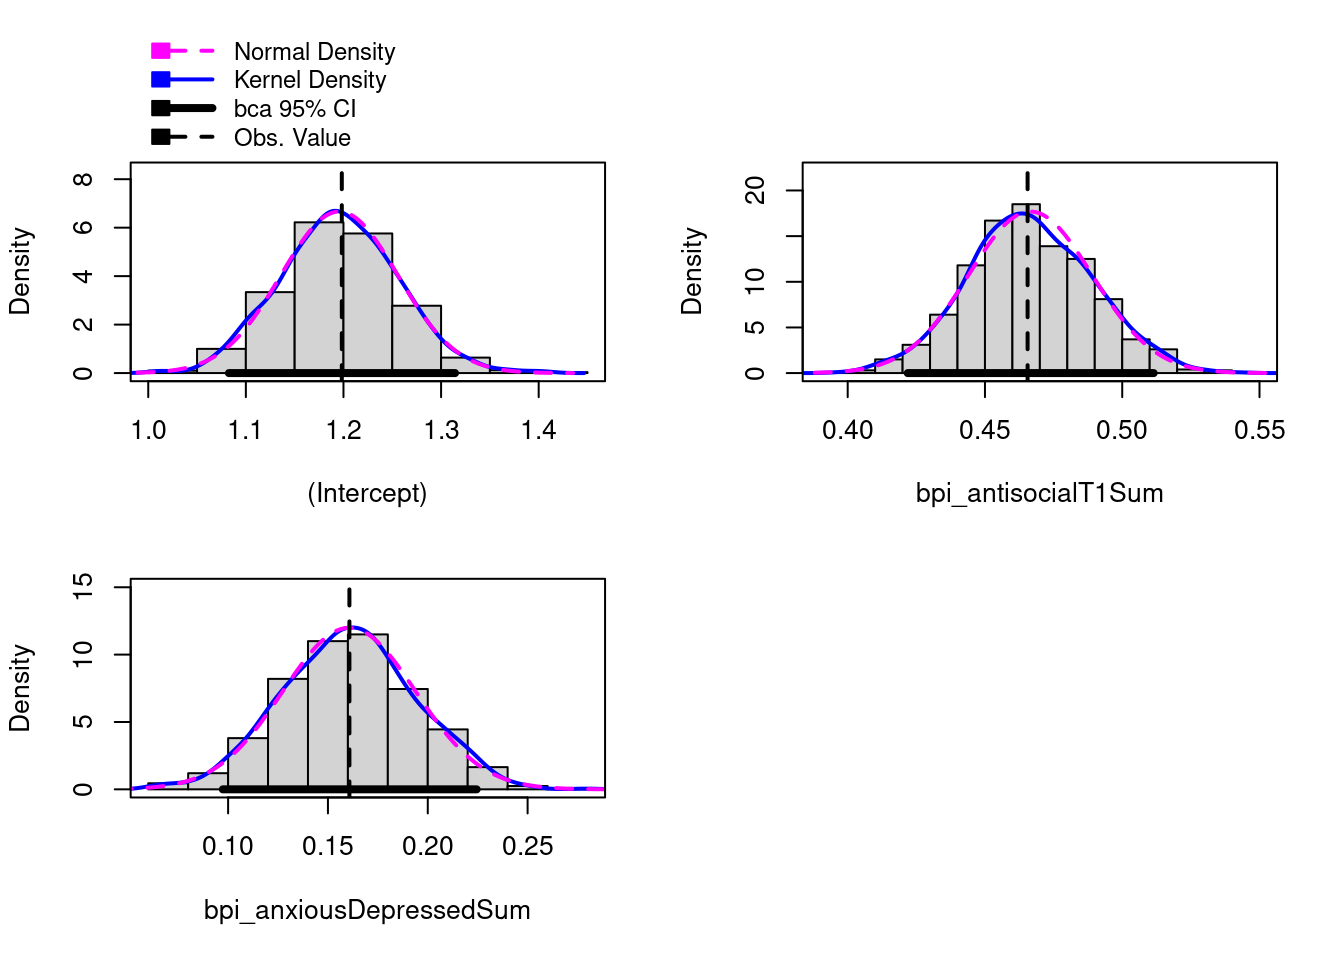 Normal Density
Kernel Density
bca 95% CI
Obs. Value
Density
0 2 4 6 8
1.0 1.1 1.2 1.3 1.4
(Intercept)
Density
0 5 10 20
0.40 0.45 0.50 0.55
bpi_antisocialT1Sum
Density
0 5 10 15
0.10 0.15 0.20 0.25
bpi_anxiousDepressedSum